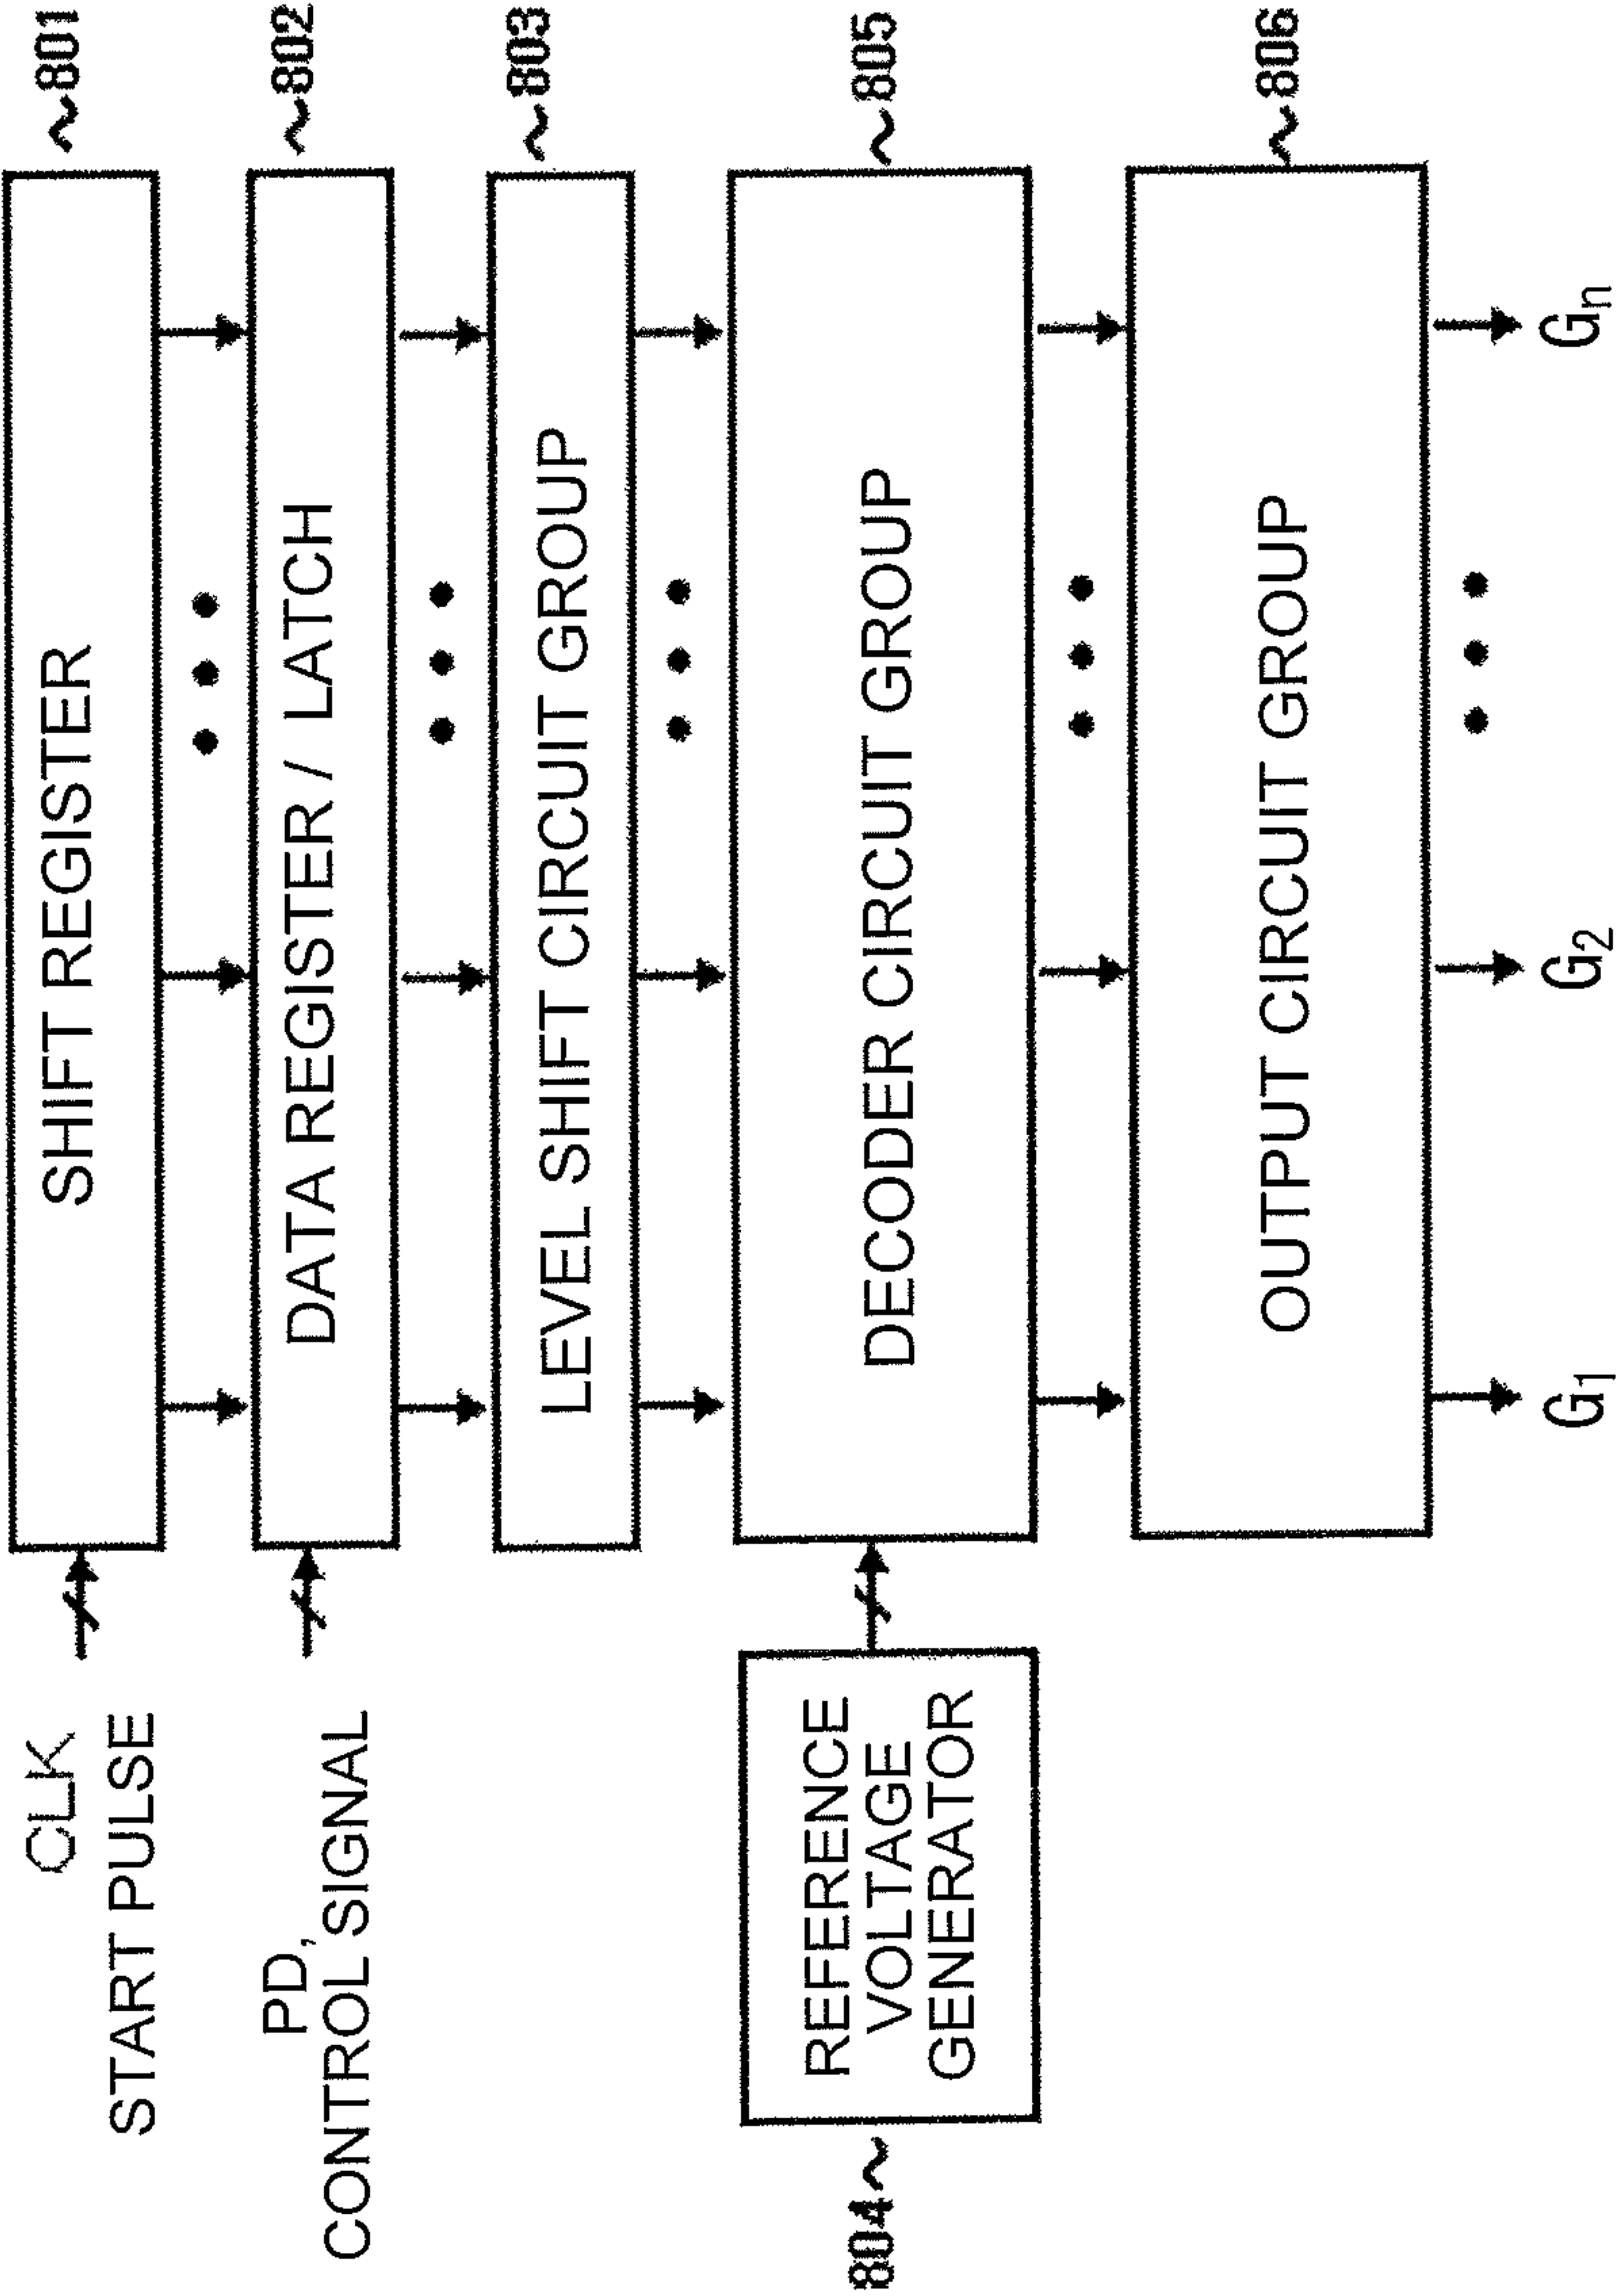 CLK
START PULSE
SHIFT REGISTER
801
PD,
CONTROL SIGNAL
DATA REGISTER / LATCH
802
LEVEL SHIFT CIRCUIT GROUP
803
804
REFERENCE
VOLTAGE
GENERATOR
DECODER CIRCUIT GROUP
805
OUTPUT CIRCUIT GROUP
806
G1
G2
Gn